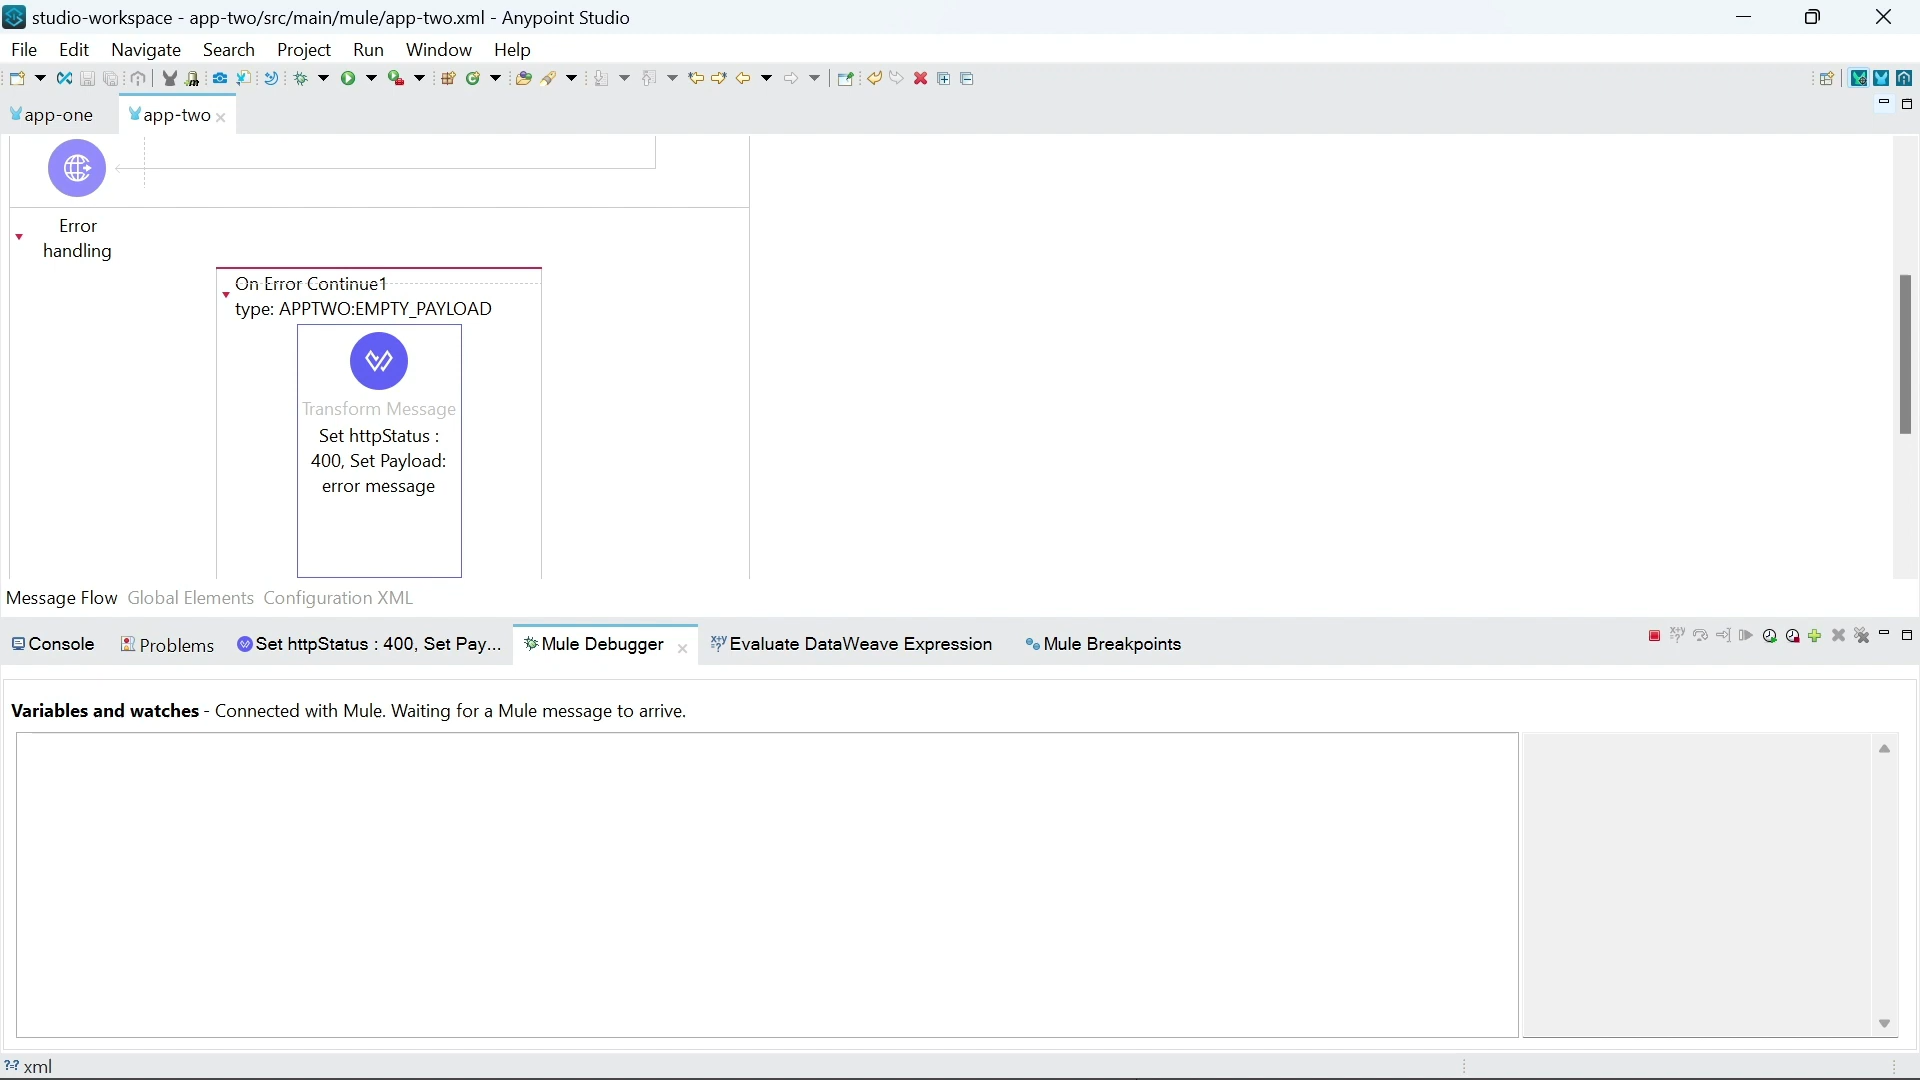 studio-workspace - app-two/src/main/mule/app-two.xml - Anypoint Studio
File Edit Navigate Search Project Run Window Help
app-one app-two
Error
handling
On Error Continue1
type: APPTWO:EMPTY_PAYLOAD
Transform Message
Set httpStatus :
400, Set Payload:
error message
Message Flow Global Elements Configuration XML
Console Problems Set httpStatus : 400, Set Pay... Mule Debugger Evaluate DataWeave Expression Mule Breakpoints
Variables and watches - Connected with Mule. Waiting for a Mule message to arrive.
xml